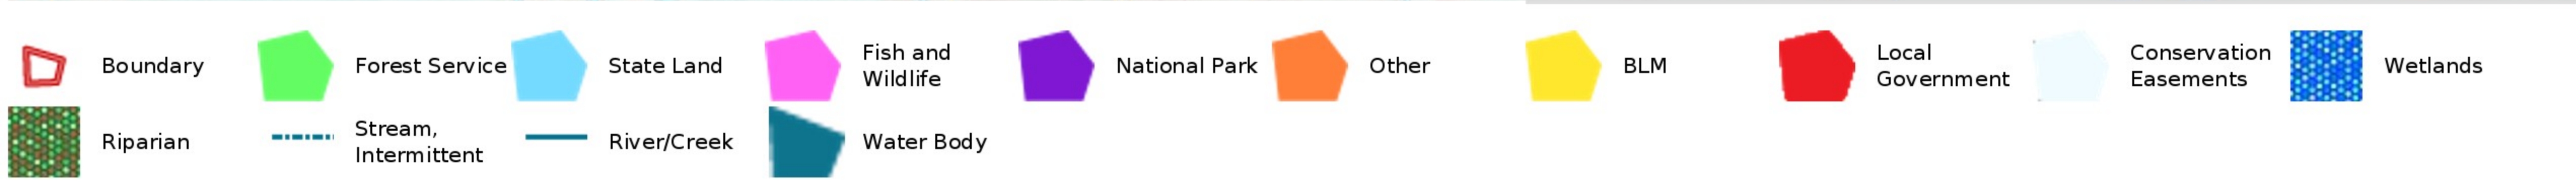 Boundary
Forest Service
State Land
Fish and
Wildlife
National Park
Other
BLM
Local
Government
Conservation
Easements
Wetlands
Riparian
Stream,
Intermittent
River/Creek
Water Body